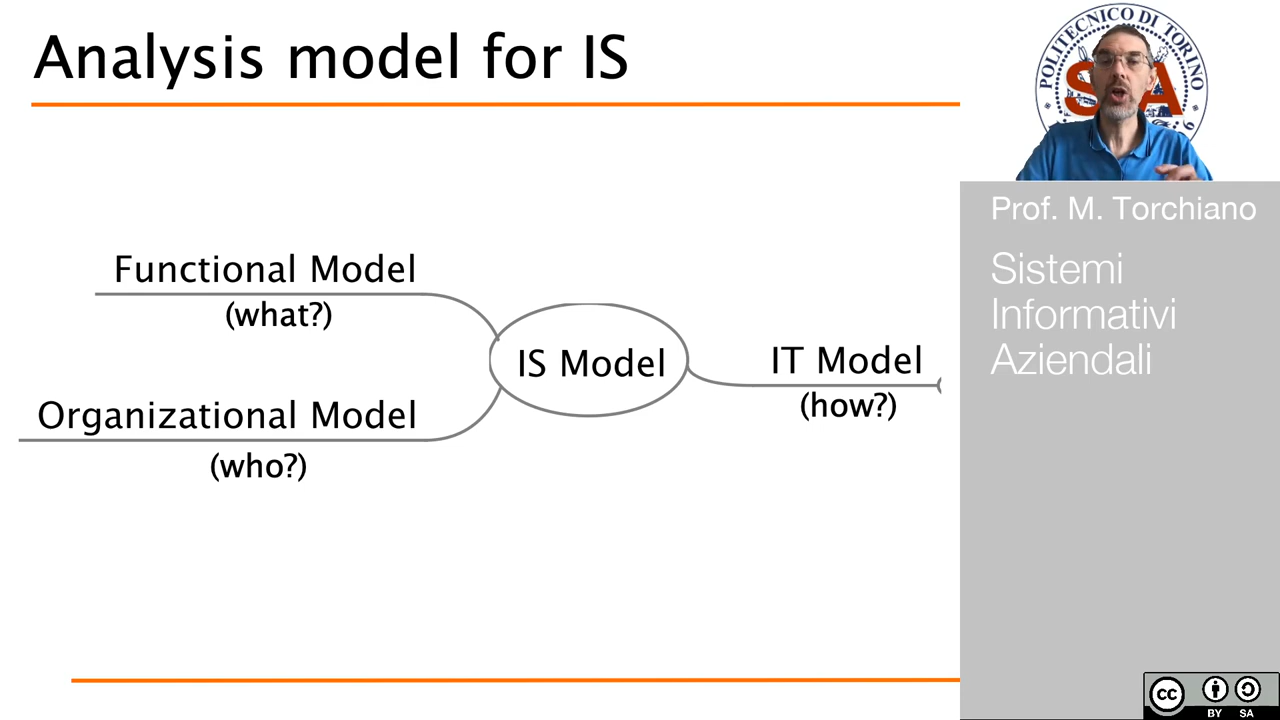 Analysis model for IS
POLITECNICO DI TORINO
Prof. M. Torchiano
Sistemi
Informativi
Aziendali
Functional Model
(what?)
IS Model
IT Model
(how?)
Organizational Model
(who?)
cc
BY SA